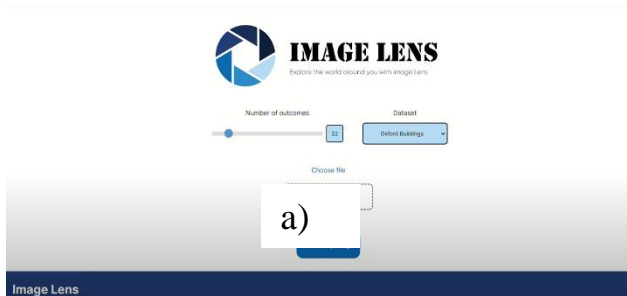 IMAGE LENS
Explore the world around you with Image Lens
Number of outcomes
Dataset
32
Oxford Buildings
Choose file
a)
Image Lens